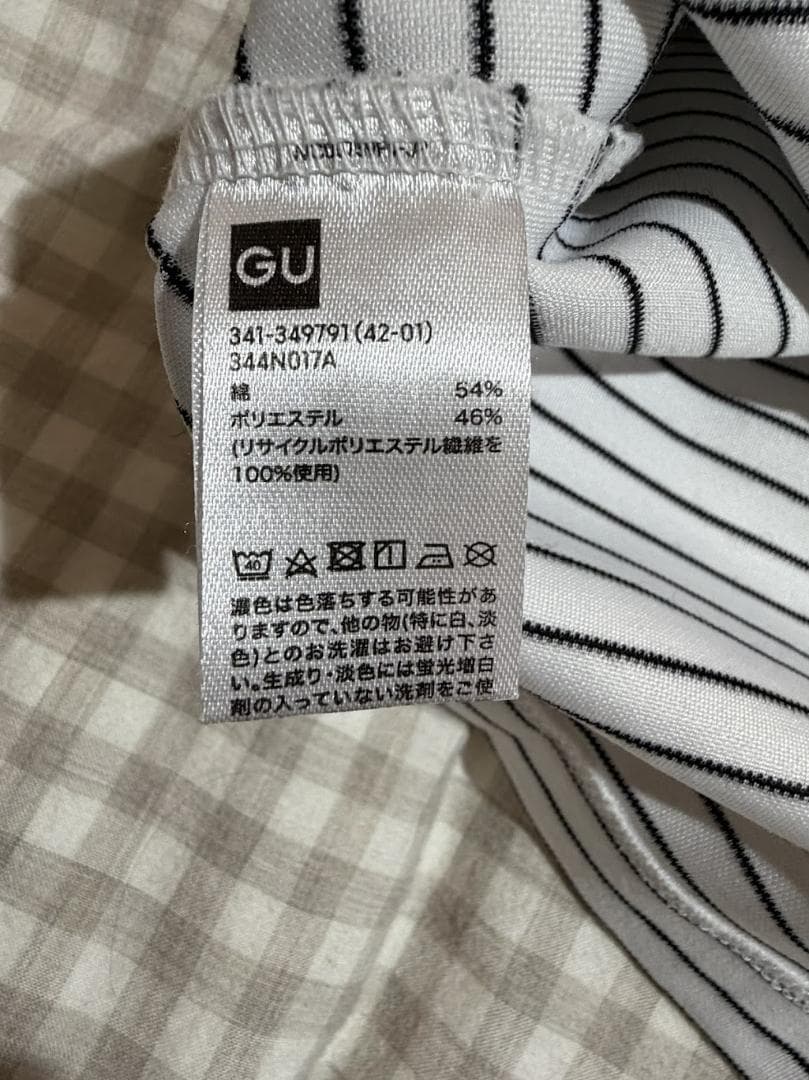 GU
341-349791(42-01)
344N017A
綿 54%
ポリエステル 46%
(リサイクルポリエステル繊維を
100%使用)
40
濃色は色落ちする可能性があ
りますので、他の物(特に白、淡
色)とのお洗濯はお避け下さ
い。生成り・淡色には蛍光増白
剤の入っていない洗剤をご使